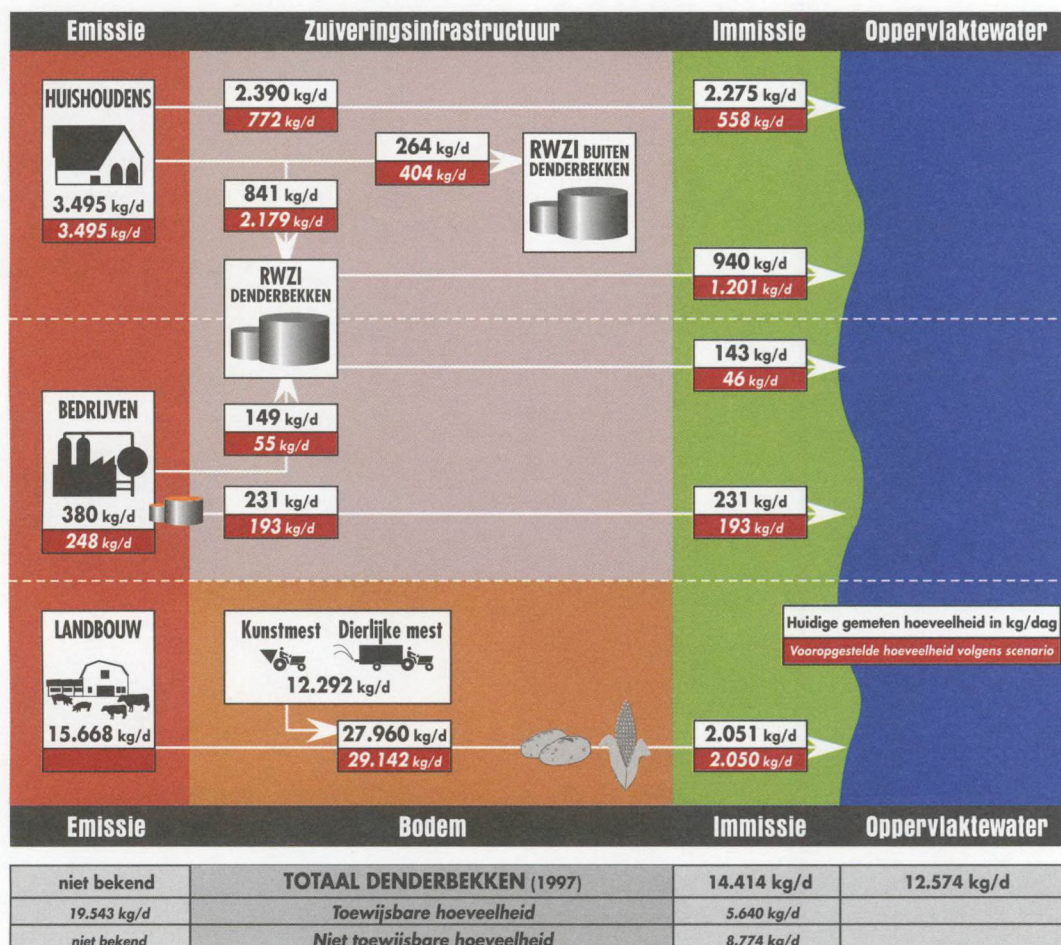 Emissie Zuiveringsinfrastructuur Immissie Oppervlaktewater
HUISHOUDENS
3.495 kg/d
3.495 kg/d
2.390 kg/d
772 kg/d
2.275 kg/d
558 kg/d
264 kg/d
404 kg/d
RWZI BUITEN
DENDERBEKKEN
841 kg/d
2.179 kg/d
RWZI
DENDERBEKKEN
940 kg/d
1.201 kg/d
143 kg/d
46 kg/d
BEDRIJVEN
380 kg/d
248 kg/d
149 kg/d
55 kg/d
231 kg/d
193 kg/d
231 kg/d
193 kg/d
LANDBOUW
15.668 kg/d
Kunstmest Dierlijke mest
12.292 kg/d
27.960 kg/d
29.142 kg/d
2.051 kg/d
2.050 kg/d
Huidige gemeten hoeveelheid in kg/dag
Vooropgestelde hoeveelheid volgens scenario
Emissie Bodem Immissie Oppervlaktewater
niet bekend TOTAAL DENDERBEKKEN (1997) 14.414 kg/d 12.574 kg/d
19.543 kg/d Toewijsbare hoeveelheid 5.640 kg/d
niet bekend Niet toewijsbare hoeveelheid 8.774 kg/d